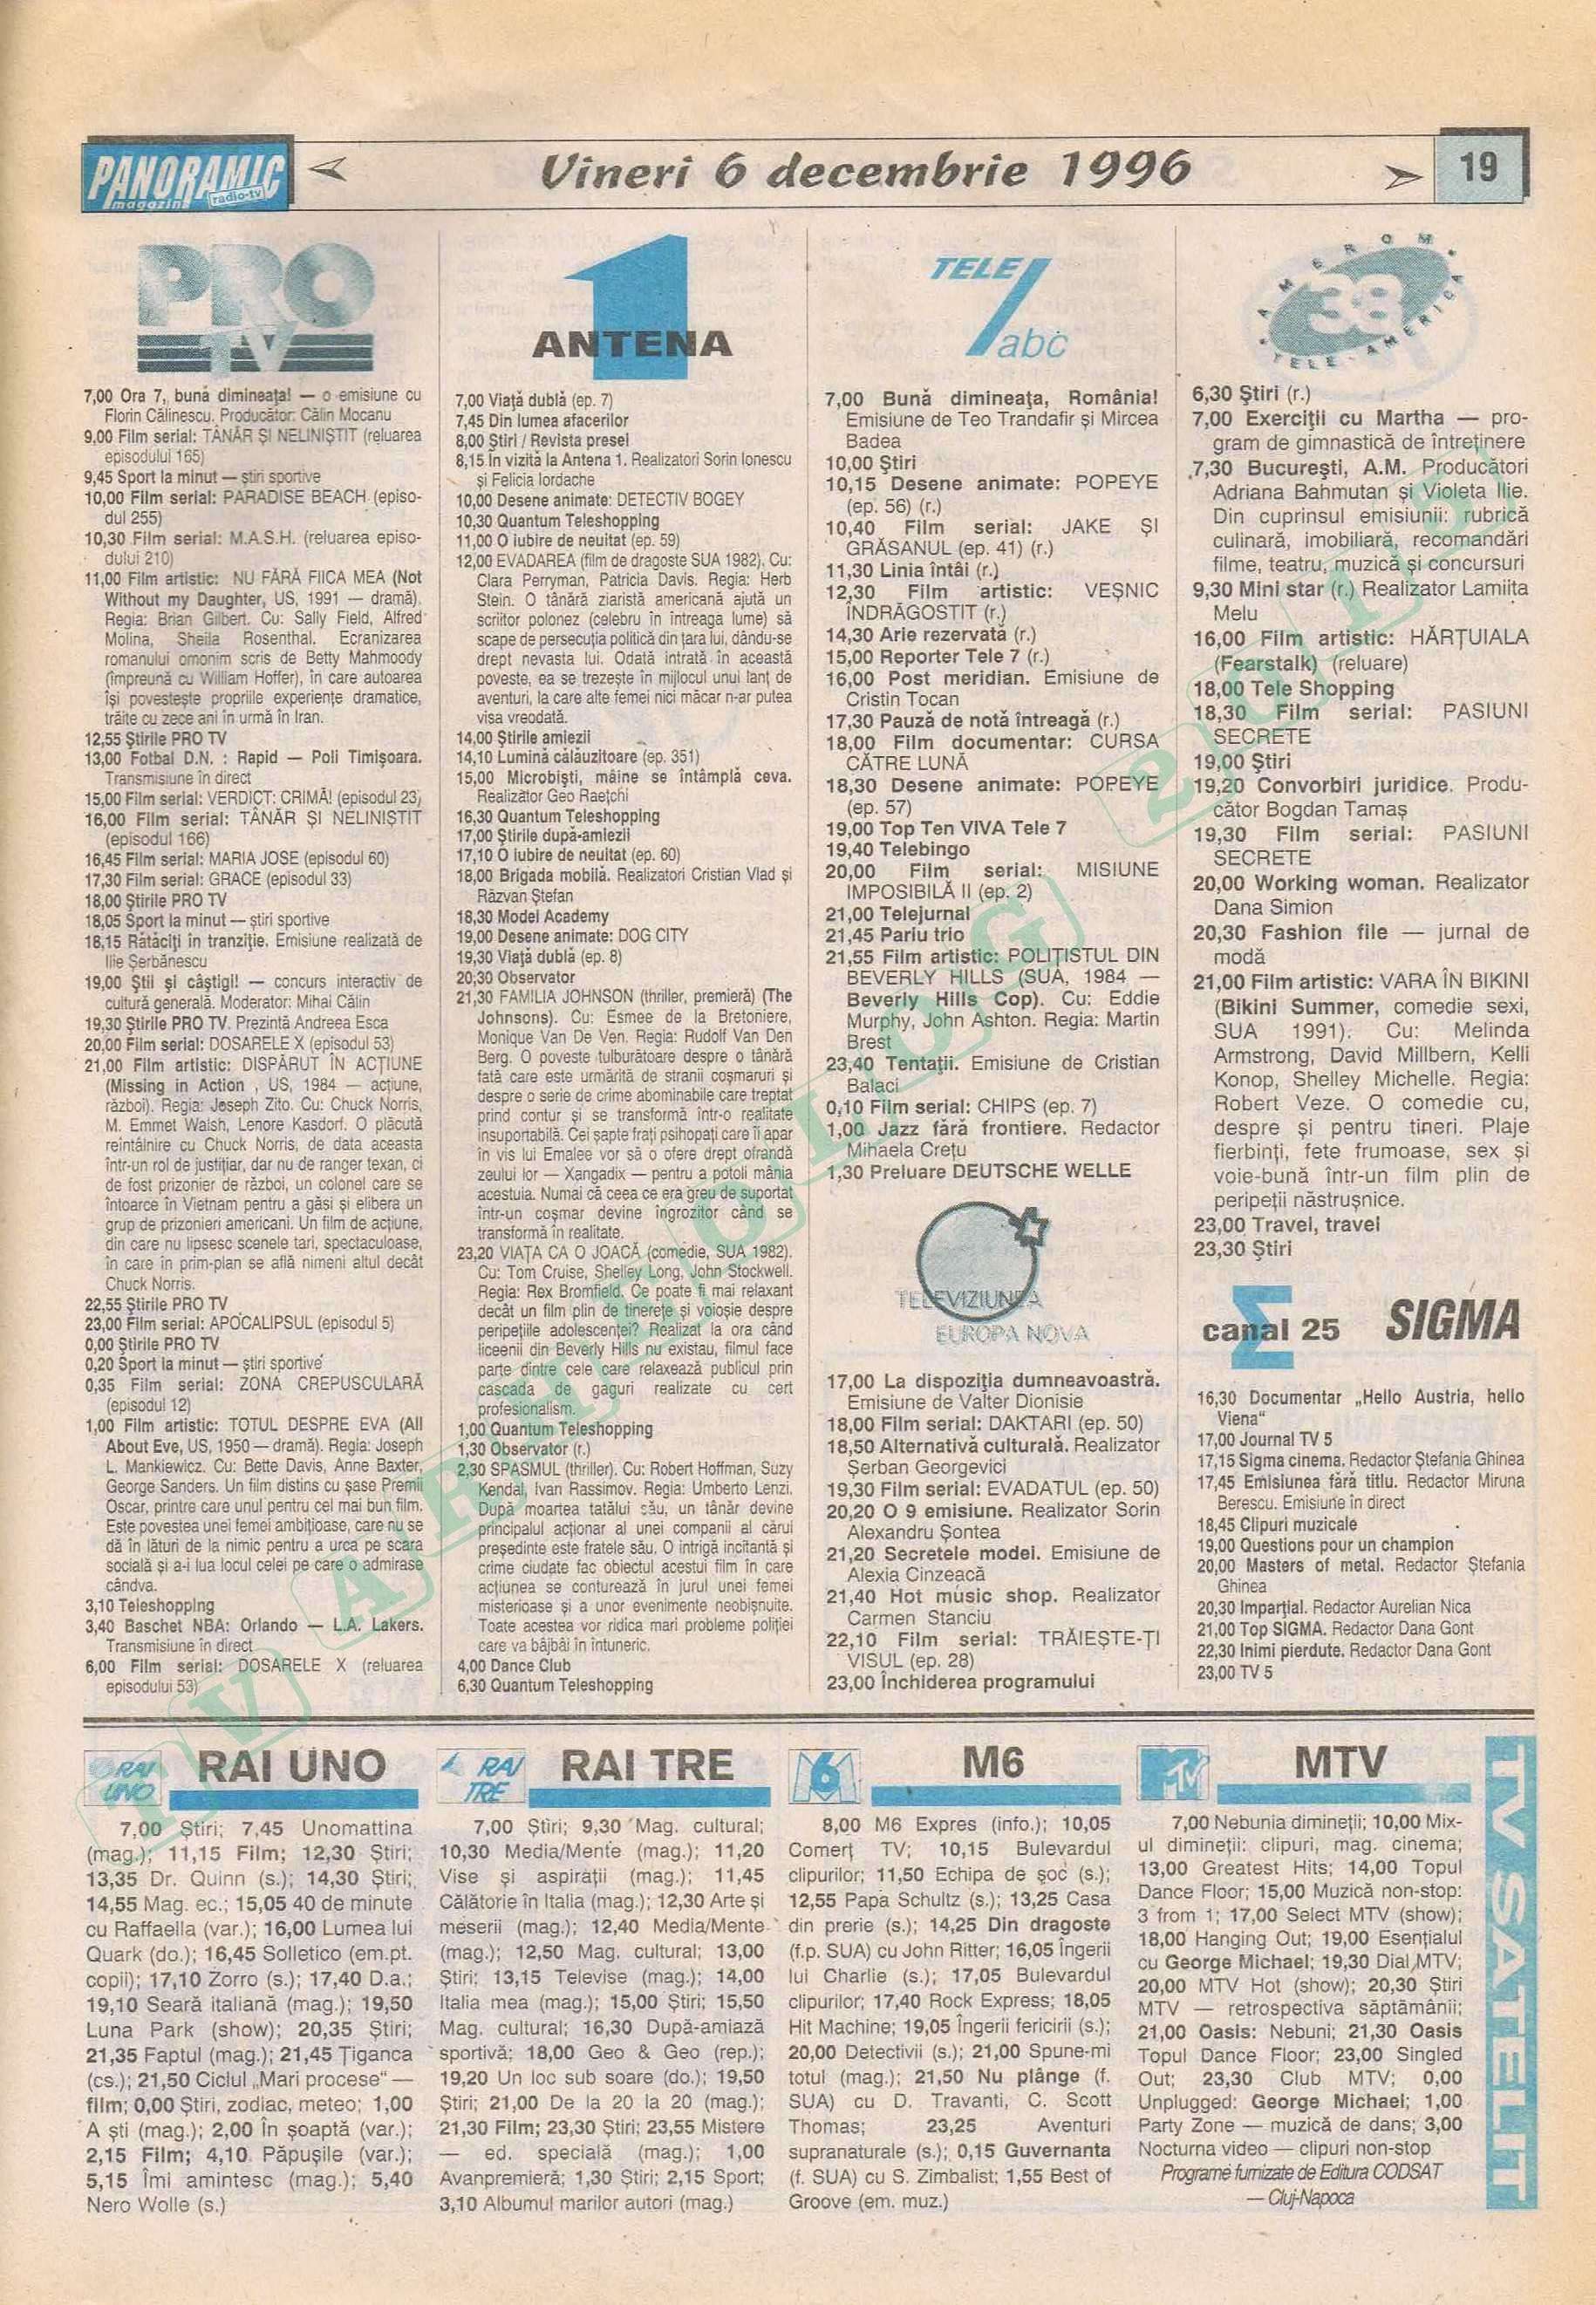 PANORAMIC
magazin radio-tv
Vineri 6 decembrie 1996
19
PRO
TV
7,00 Ora 7, bună dimineața! — o emisiune cu
Florin Călinescu. Producător: Călin Mocanu
9,00 Film serial: TÂNĂR ȘI NELINIȘTIT (reluarea
episodului 165)
9,45 Sport la minut — știri sportive
10,00 Film serial: PARADISE BEACH (episo-
dul 255)
10,30 Film serial: M.A.S.H. (reluarea episo-
dului 210)
11,00 Film artistic: NU FĂRĂ FIICA MEA (Not
Without my Daughter, US, 1991 — dramă).
Regia: Brian Gilbert. Cu: Sally Field, Alfred
Molina, Sheila Rosenthal. Ecranizarea
romanului omonim scris de Betty Mahmoody
(împreună cu William Hoffer), în care autoarea
își povestește propriile experiențe dramatice,
trăite cu zece ani în urmă în Iran.
12,55 Știrile PRO TV
13,00 Fotbal D.N. : Rapid — Poli Timișoara.
Transmisiune în direct
15,00 Film serial: VERDICT: CRIMĂ! (episodul 23)
16,00 Film serial: TÂNĂR ȘI NELINIȘTIT
(episodul 166)
16,45 Film serial: MARIA JOSE (episodul 60)
17,30 Film serial: GRACE (episodul 33)
18,00 Știrile PRO TV
18,05 Sport la minut — știri sportive
18,15 Rătăciți în tranziție. Emisiune realizată de
Ilie Șerbănescu
19,00 Știi și câștigi! — concurs interactiv de
cultură generală. Moderator: Mihai Călin
19,30 Știrile PRO TV. Prezintă Andreea Esca
20,00 Film serial: DOSARELE X (episodul 53)
21,00 Film artistic: DISPĂRUT ÎN ACȚIUNE
(Missing in Action , US, 1984 — acțiune,
război). Regia: Joseph Zito. Cu: Chuck Norris,
M. Emmet Walsh, Lenore Kasdorf. O plăcută
reîntâlnire cu Chuck Norris, de data aceasta
într-un rol de justițiar, dar nu de ranger texan, ci
de fost prizonier de război, un colonel care se
întoarce în Vietnam pentru a găsi și elibera un
grup de prizonieri americani. Un film de acțiune,
din care nu lipsesc scenele tari, spectaculoase,
în care în prim-plan se află nimeni altul decât
Chuck Norris.
22,55 Știrile PRO TV
23,00 Film serial: APOCALIPSUL (episodul 5)
0,00 Știrile PRO TV
0,20 Sport la minut — știri sportive
0,35 Film serial: ZONA CREPUSCULARĂ
(episodul 12)
1,00 Film artistic: TOTUL DESPRE EVA (All
About Eve, US, 1950 — dramă). Regia: Joseph
L. Mankiewicz. Cu: Bette Davis, Anne Baxter,
George Sanders. Un film distins cu șase Premii
Oscar, printre care unul pentru cel mai bun film.
Este povestea unei femei ambițioase, care nu se
dă în lături de la nimic pentru a urca pe scara
socială și a-i lua locul celei pe care o admirase
cândva.
3,10 Teleshopping
3,40 Baschet NBA: Orlando — L.A. Lakers.
Transmisiune în direct
6,00 Film serial: DOSARELE X (reluarea
episodului 53)
1
ANTENA
7,00 Viață dublă (ep. 7)
7,45 Din lumea afacerilor
8,00 Știri / Revista presei
8,15 În vizită la Antena 1. Realizatori Sorin Ionescu
și Felicia Iordache
10,00 Desene animate: DETECTIV BOGEY
10,30 Quantum Teleshopping
11,00 O iubire de neuitat (ep. 59)
12,00 EVADAREA (film de dragoste SUA 1982). Cu:
Clara Perryman, Patricia Davis. Regia: Herb
Stein. O tânără ziaristă americană ajută un
scriitor polonez (celebru în întreaga lume) să
scape de persecuția politică din țara lui, dându-se
drept nevasta lui. Odată intrată în această
poveste, ea se trezește în mijlocul unui lanț de
aventuri, la care alte femei nici măcar n-ar putea
visa vreodată.
14,00 Știrile amiezii
14,10 Lumină călăuzitoare (ep. 351)
15,00 Microbiști, mâine se întâmplă ceva.
Realizator Geo Raețchi
16,30 Quantum Teleshopping
17,00 Știrile după-amiezii
17,10 O iubire de neuitat (ep. 60)
18,00 Brigada mobilă. Realizatori Cristian Vlad și
Răzvan Ștefan
18,30 Model Academy
19,00 Desene animate: DOG CITY
19,30 Viață dublă (ep. 8)
20,30 Observator
21,30 FAMILIA JOHNSON (thriller, premieră) (The
Johnsons). Cu: Esmee de la Bretoniere,
Monique Van De Ven. Regia: Rudolf Van Den
Berg. O poveste tulburătoare despre o tânără
fată care este urmărită de stranii coșmaruri și
despre o serie de crime abominabile care treptat
prind contur și se transformă într-o realitate
insuportabilă. Cei șapte frați psihopați care îi apar
în vis lui Emalee vor să o ofere drept ofrandă
zeului lor — Xangadix — pentru a potoli mânia
acestuia. Numai că ceea ce era greu de suportat
într-un coșmar devine îngrozitor când se
transformă în realitate.
23,20 VIAȚA CA O JOACĂ (comedie, SUA 1982).
Cu: Tom Cruise, Shelley Long, John Stockwell.
Regia: Rex Bromfield. Ce poate fi mai relaxant
decât un film plin de tinerețe și voioșie despre
peripețiile adolescenței? Realizat la ora când
liceenii din Beverly Hills nu existau, filmul face
parte dintre cele care relaxează publicul prin
cascada de gaguri realizate cu cert
profesionalism.
1,00 Quantum Teleshopping
1,30 Observator (r.)
2,30 SPASMUL (thriller). Cu: Robert Hoffman, Suzy
Kendal, Ivan Rassimov. Regia: Umberto Lenzi.
După moartea tatălui său, un tânăr devine
principalul acționar al unei companii al cărui
președinte este fratele său. O intrigă incitantă și
crime ciudate fac obiectul acestui film în care
acțiunea se conturează în jurul unei femei
misterioase și a unor evenimente neobișnuite.
Toate acestea vor ridica mari probleme poliției
care va bâjbâi în întuneric.
4,00 Dance Club
6,30 Quantum Teleshopping
TELE
7abc
7,00 Bună dimineața, România!
Emisiune de Teo Trandafir și Mircea
Badea
10,00 Știri
10,15 Desene animate: POPEYE
(ep. 56) (r.)
10,40 Film serial: JAKE ȘI
GRĂSANUL (ep. 41) (r.)
11,30 Linia întâi (r.)
12,30 Film artistic: VEȘNIC
ÎNDRĂGOSTIT (r.)
14,30 Arie rezervată (r.)
15,00 Reporter Tele 7 (r.)
16,00 Post meridian. Emisiune de
Cristin Tocan
17,30 Pauză de notă întreagă (r.)
18,00 Film documentar: CURSA
CĂTRE LUNĂ
18,30 Desene animate: POPEYE
(ep. 57)
19,00 Top Ten VIVA Tele 7
19,40 Telebingo
20,00 Film serial: MISIUNE
IMPOSIBILĂ II (ep. 2)
21,00 Telejurnal
21,45 Pariu trio
21,55 Film artistic: POLIȚISTUL DIN
BEVERLY HILLS (SUA, 1984 —
Beverly Hills Cop). Cu: Eddie
Murphy, John Ashton. Regia: Martin
Brest
23,40 Tentații. Emisiune de Cristian
Balaci
0,10 Film serial: CHIPS (ep. 7)
1,00 Jazz fără frontiere. Redactor
Mihaela Crețu
1,30 Preluare DEUTSCHE WELLE
TELEVIZIUNEA
EUROPA NOVA
17,00 La dispoziția dumneavoastră.
Emisiune de Valter Dionisie
18,00 Film serial: DAKTARI (ep. 50)
18,50 Alternativă culturală. Realizator
Șerban Georgevici
19,30 Film serial: EVADATUL (ep. 50)
20,20 O 9 emisiune. Realizator Sorin
Alexandru Șontea
21,20 Secretele modei. Emisiune de
Alexia Cinzeacă
21,40 Hot music shop. Realizator
Carmen Stanciu
22,10 Film serial: TRĂIEȘTE-ȚI
VISUL (ep. 28)
23,00 Închiderea programului
AMEROM
38
TELE-AMERICA
6,30 Știri (r.)
7,00 Exerciții cu Martha — pro-
gram de gimnastică de întreținere
7,30 București, A.M. Producători
Adriana Bahmutan și Violeta Ilie.
Din cuprinsul emisiunii: rubrică
culinară, imobiliară, recomandări
filme, teatru, muzică și concursuri
9,30 Mini star (r.) Realizator Lamiița
Melu
16,00 Film artistic: HĂRȚUIALA
(Fearstalk) (reluare)
18,00 Tele Shopping
18,30 Film serial: PASIUNI
SECRETE
19,00 Știri
19,20 Convorbiri juridice. Produ-
cător Bogdan Tamaș
19,30 Film serial: PASIUNI
SECRETE
20,00 Working woman. Realizator
Dana Simion
20,30 Fashion file — jurnal de
modă
21,00 Film artistic: VARA ÎN BIKINI
(Bikini Summer, comedie sexi,
SUA 1991). Cu: Melinda
Armstrong, David Millbern, Kelli
Konop, Shelley Michelle. Regia:
Robert Veze. O comedie cu,
despre și pentru tineri. Plaje
fierbinți, fete frumoase, sex și
voie-bună într-un film plin de
peripeții năstrușnice.
23,00 Travel, travel
23,30 Știri
canal 25 SIGMA
16,30 Documentar „Hello Austria, hello
Viena“
17,00 Journal TV 5
17,15 Sigma cinema. Redactor Ștefania Ghinea
17,45 Emisiunea fără titlu. Redactor Miruna
Berescu. Emisiune în direct
18,45 Clipuri muzicale
19,00 Questions pour un champion
20,00 Masters of metal. Redactor Ștefania
Ghinea
20,30 Imparțial. Redactor Aurelian Nica
21,00 Top SIGMA. Redactor Dana Gont
22,30 Inimi pierdute. Redactor Dana Gont
23,00 TV 5
RAI UNO
RAI UNO
7,00 Știri; 7,45 Unomattina
(mag.); 11,15 Film; 12,30 Știri;
13,35 Dr. Quinn (s.); 14,30 Știri;
14,55 Mag. ec.; 15,05 40 de minute
cu Raffaella (var.); 16,00 Lumea lui
Quark (do.); 16,45 Solletico (em.pt.
copii); 17,10 Zorro (s.); 17,40 D.a.;
19,10 Seară italiană (mag.); 19,50
Luna Park (show); 20,35 Știri;
21,35 Faptul (mag.); 21,45 Țiganca
(cs.); 21,50 Ciclul „Mari procese“ —
film; 0,00 Știri, zodiac, meteo; 1,00
A ști (mag.); 2,00 În șoaptă (var.);
2,15 Film; 4,10 Păpușile (var.);
5,15 Îmi amintesc (mag.); 5,40
Nero Wolle (s.)
RAI TRE
RAI TRE
7,00 Știri; 9,30 Mag. cultural;
10,30 Media/Mente (mag.); 11,20
Vise și aspirații (mag.); 11,45
Călătorie în Italia (mag.); 12,30 Arte și
meserii (mag.); 12,40 Media/Mente
(mag.); 12,50 Mag. cultural; 13,00
Știri; 13,15 Televise (mag.); 14,00
Italia mea (mag.); 15,00 Știri; 15,50
Mag. cultural; 16,30 După-amiază
sportivă; 18,00 Geo & Geo (rep.);
19,20 Un loc sub soare (do.); 19,50
Știri; 21,00 De la 20 la 20 (mag.);
21,30 Film; 23,30 Știri; 23,55 Mistere
— ed. specială (mag.); 1,00
Avanpremieră; 1,30 Știri; 2,15 Sport;
3,10 Albumul marilor autori (mag.)
M6
M6
8,00 M6 Expres (info.); 10,05
Comerț TV; 10,15 Bulevardul
clipurilor; 11,50 Echipa de șoc (s.);
12,55 Papa Schultz (s.); 13,25 Casa
din prerie (s.); 14,25 Din dragoste
(f.p. SUA) cu John Ritter; 16,05 Îngerii
lui Charlie (s.); 17,05 Bulevardul
clipurilor; 17,40 Rock Express; 18,05
Hit Machine; 19,05 Îngerii fericirii (s.);
20,00 Detectivii (s.); 21,00 Spune-mi
totul (mag.); 21,50 Nu plânge (f.
SUA) cu D. Travanti, C. Scott
Thomas; 23,25 Aventuri
supranaturale (s.); 0,15 Guvernanta
(f. SUA) cu S. Zimbalist; 1,55 Best of
Groove (em. muz.)
MTV
MTV
7,00 Nebunia dimineții; 10,00 Mix-
ul dimineții: clipuri, mag. cinema;
13,00 Greatest Hits; 14,00 Topul
Dance Floor; 15,00 Muzică non-stop:
3 from 1; 17,00 Select MTV (show);
18,00 Hanging Out; 19,00 Esențialul
cu George Michael; 19,30 Dial MTV;
20,00 MTV Hot (show); 20,30 Știri
MTV — retrospectiva săptămânii;
21,00 Oasis: Nebuni; 21,30 Oasis
Topul Dance Floor; 23,00 Singled
Out; 23,30 Club MTV; 0,00
Unplugged: George Michael; 1,00
Party Zone — muzică de dans; 3,00
Nocturna video — clipuri non-stop
Programe furnizate de Editura CODSAT
— Cluj-Napoca
TV SATELIT
TV ARHEOLOG 2013